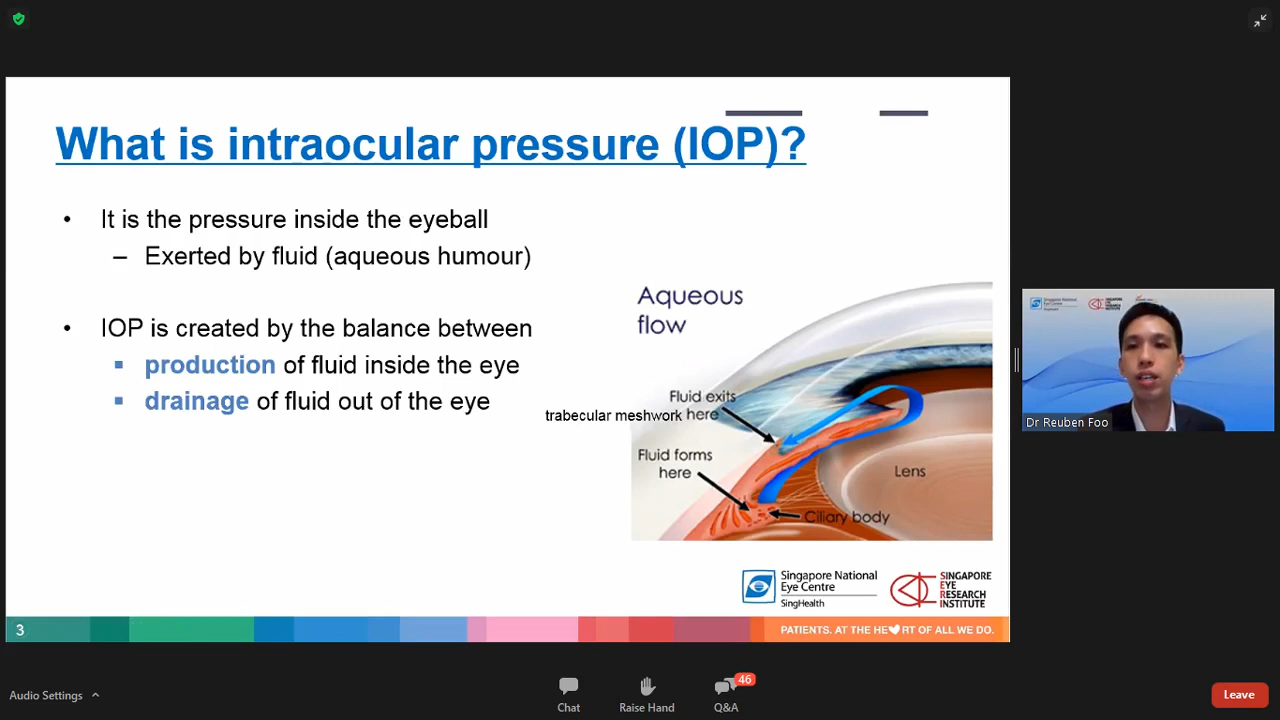 What is intraocular pressure (IOP)?
• It is the pressure inside the eyeball
– Exerted by fluid (aqueous humour)
• IOP is created by the balance between
▪ production of fluid inside the eye
▪ drainage of fluid out of the eye
Aqueous
flow
Fluid exits
here
trabecular meshwork
Fluid forms
here
Lens
Ciliary body
Singapore National
Eye Centre
SingHealth
SINGAPORE
EYE
RESEARCH
INSTITUTE
3
PATIENTS. AT THE HE♥RT OF ALL WE DO.
Dr Reuben Foo
Audio Settings
Chat
Raise Hand
46
Q&A
Leave